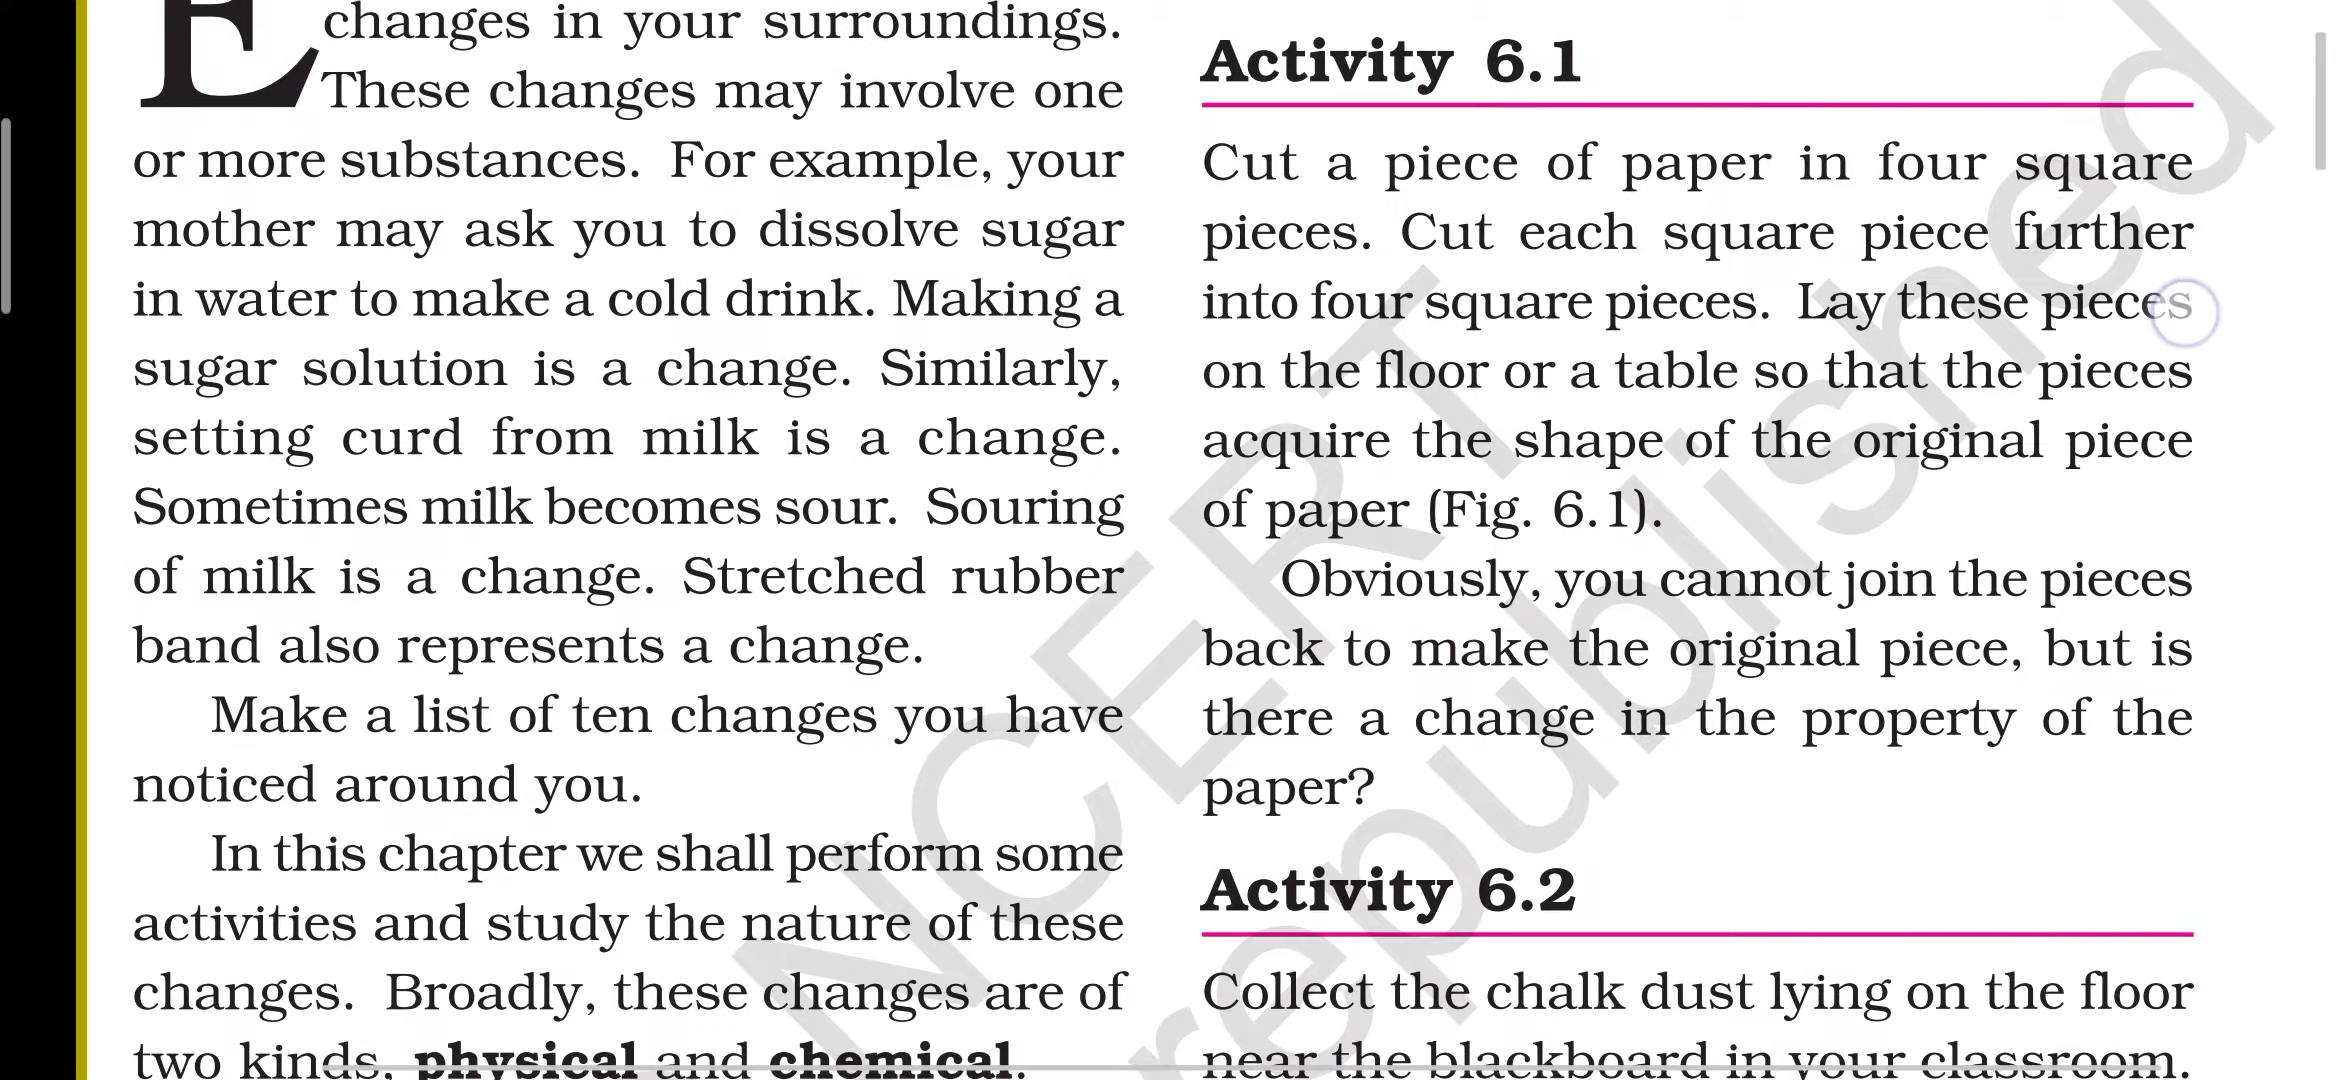 E
changes in your surroundings.
These changes may involve one
or more substances. For example, your
mother may ask you to dissolve sugar
in water to make a cold drink. Making a
sugar solution is a change. Similarly,
setting curd from milk is a change.
Sometimes milk becomes sour. Souring
of milk is a change. Stretched rubber
band also represents a change.
Make a list of ten changes you have
noticed around you.
In this chapter we shall perform some
activities and study the nature of these
changes. Broadly, these changes are of
two kinds, physical and chemical.
Activity 6.1
Cut a piece of paper in four square
pieces. Cut each square piece further
into four square pieces. Lay these pieces
on the floor or a table so that the pieces
acquire the shape of the original piece
of paper (Fig. 6.1).
Obviously, you cannot join the pieces
back to make the original piece, but is
there a change in the property of the
paper?
Activity 6.2
Collect the chalk dust lying on the floor
near the blackboard in your classroom.
NCERT
republished